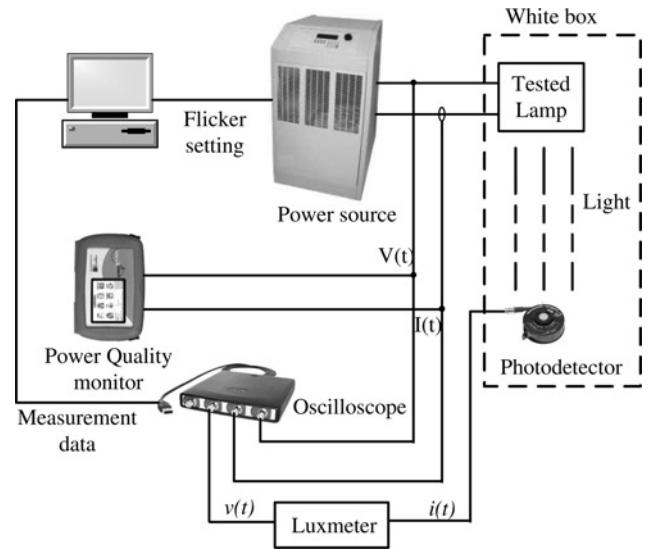 White box
Tested
Lamp
Flicker
setting
Power source
Light
V(t)
I(t)
Power Quality
monitor
Photodetector
Oscilloscope
Measurement
data
v(t)
Luxmeter
i(t)